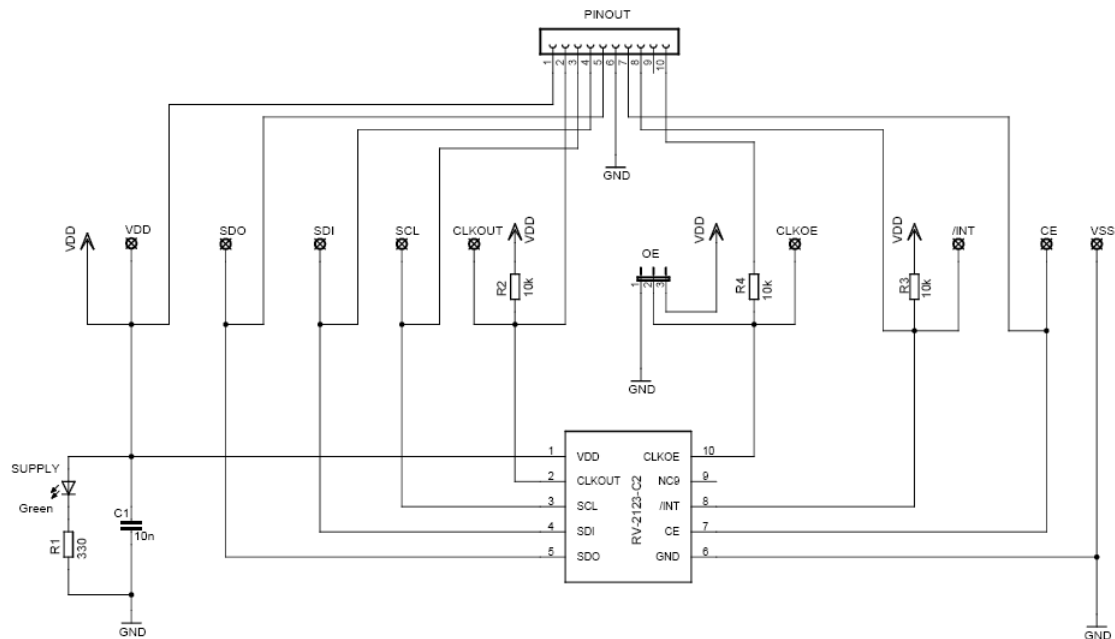 PINOUT
1 2 3 4 5 6 7 8 9 10
GND
VDD VDD SDO SDI SCL CLKOUT VDD OE VDD CLKOE VDD /INT CE VSS
R2 10k
1 2 3
R4 10k
R3 10k
GND
1 VDD CLKOE 10
2 CLKOUT NC9 9
3 SCL /INT 8
4 SDI CE 7
5 SDO GND 6
RV-2123-C2
SUPPLY
Green
C1
10n
R1 330
GND
GND